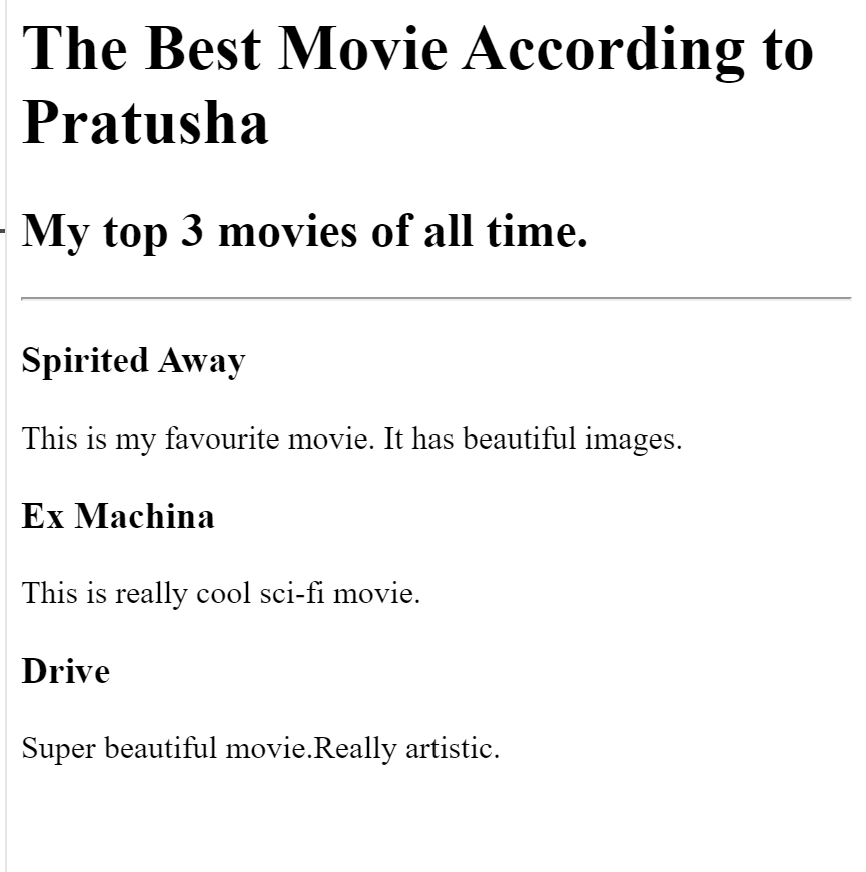 The Best Movie According to
Pratusha
My top 3 movies of all time.
Spirited Away
This is my favourite movie. It has beautiful images.
Ex Machina
This is really cool sci-fi movie.
Drive
Super beautiful movie.Really artistic.